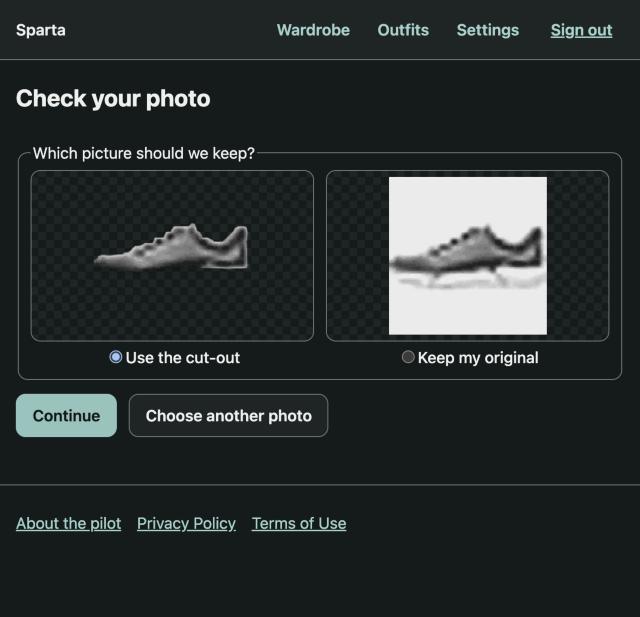 Sparta
Wardrobe Outfits Settings Sign out
Check your photo
Which picture should we keep?
Use the cut-out
Keep my original
Continue
Choose another photo
About the pilot Privacy Policy Terms of Use